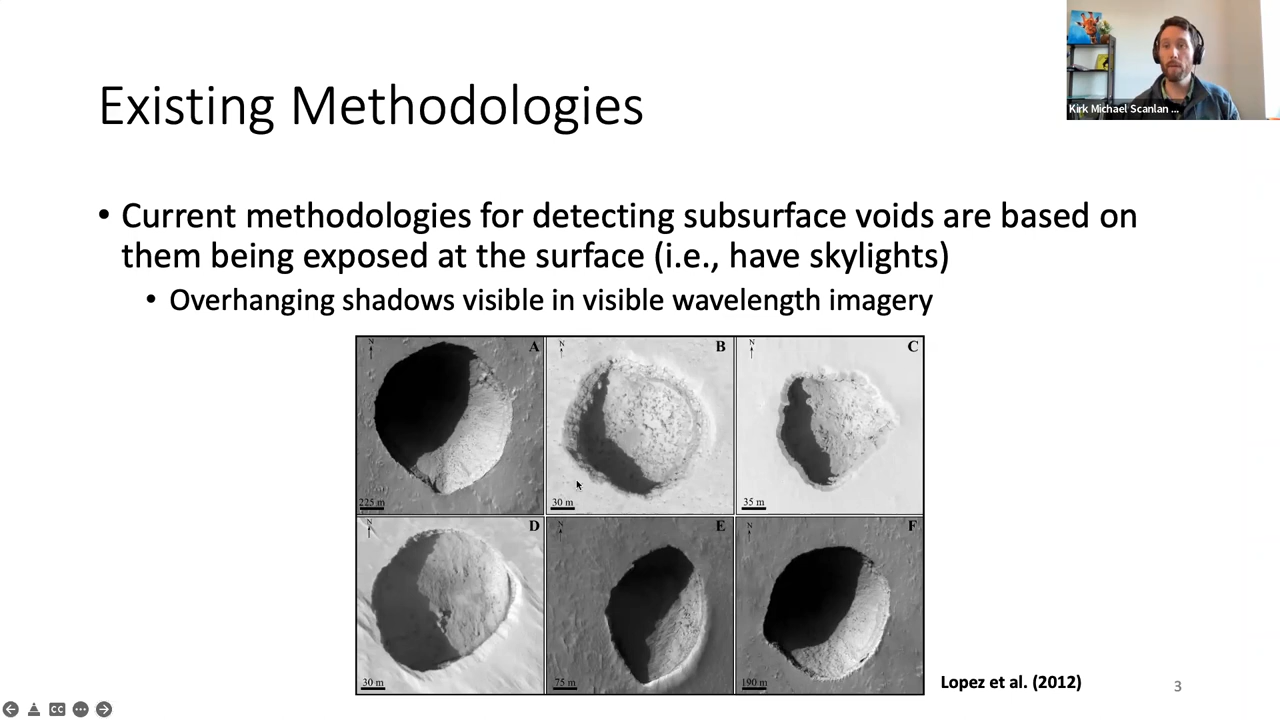 Kirk Michael Scanlan ...
Existing Methodologies
• Current methodologies for detecting subsurface voids are based on
them being exposed at the surface (i.e., have skylights)
• Overhanging shadows visible in visible wavelength imagery
N A
225 m
N B
30 m
N C
35 m
N D
30 m
N E
75 m
N F
190 m
Lopez et al. (2012)
3
CC